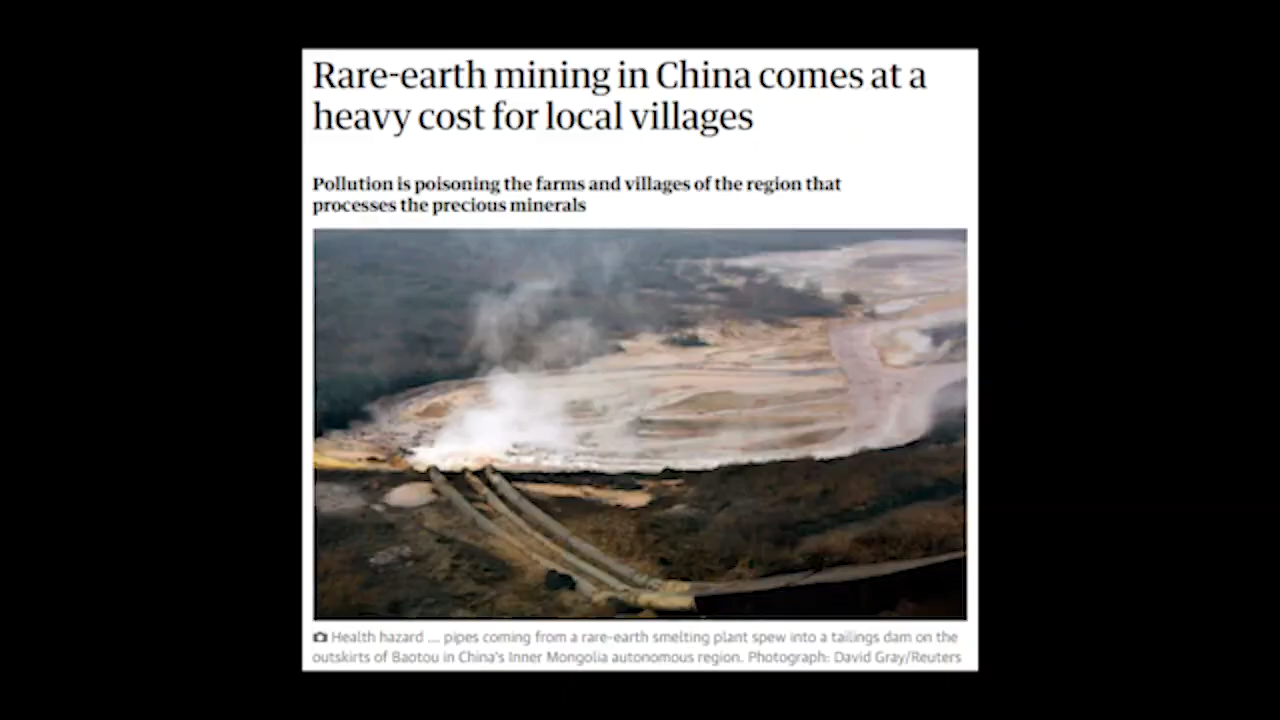 Rare-earth mining in China comes at a
heavy cost for local villages
Pollution is poisoning the farms and villages of the region that
processes the precious minerals
Health hazard ... pipes coming from a rare-earth smelting plant spew into a tailings dam on the
outskirts of Baotou in China's Inner Mongolia autonomous region. Photograph: David Gray/Reuters